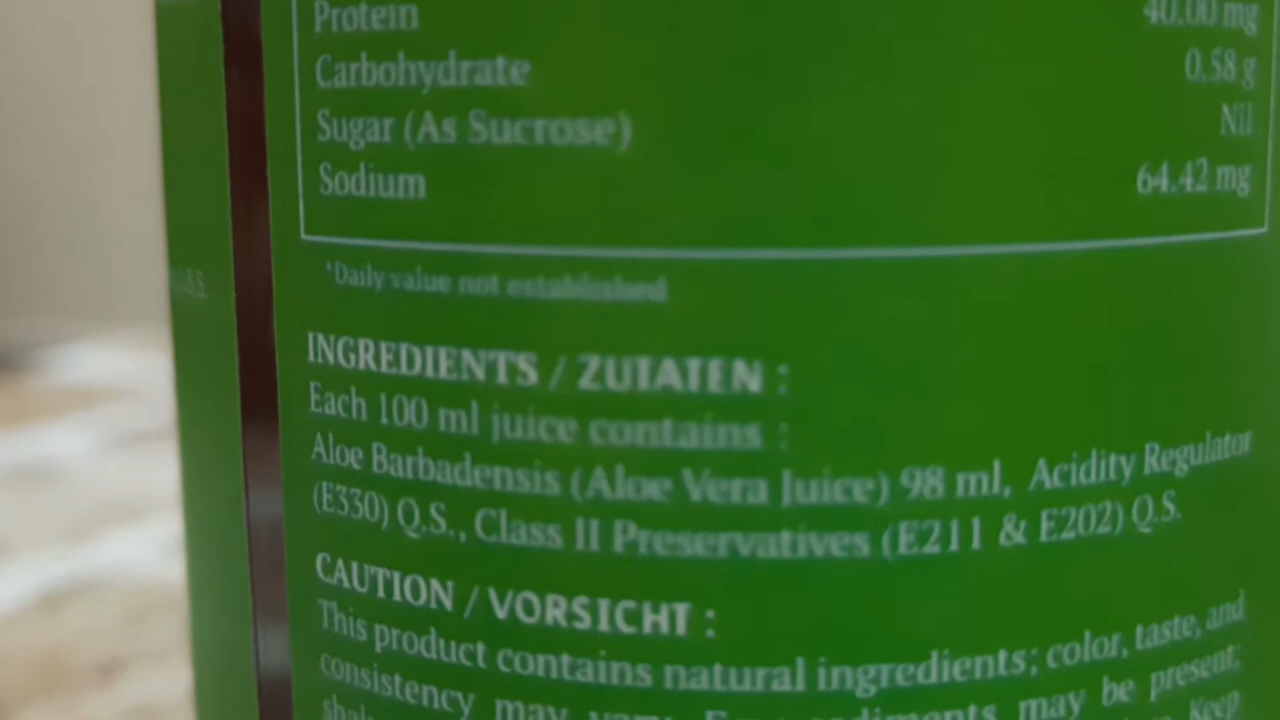 Protein 40.00 mg
Carbohydrate 0.58 g
Sugar (As Sucrose) Nil
Sodium 64.42 mg
*Daily value not established
INGREDIENTS / ZUTATEN :
Each 100 ml juice contains :
Aloe Barbadensis (Aloe Vera Juice) 98 ml, Acidity Regulator
(E330) Q.S., Class II Preservatives (E211 & E202) Q.S.
CAUTION / VORSICHT :
This product contains natural ingredients; color, taste, and
consistency may vary. may be present;
Keep